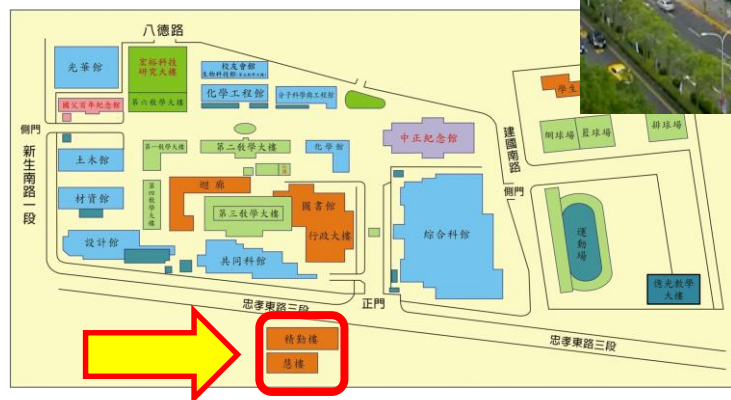 八德路
光華館
宏裕科技
研究大樓
校友會館
國父百年紀念館
第六教學大樓
化學工程館
分子科學與工程館
學生
側門
新生南路一段
第一教學大樓
第二教學大樓
化學館
中正紀念館
建國南路
網球場
籃球場
排球場
土木館
材資館
第四教學大樓
迴廊
圖書館
行政大樓
第三教學大樓
綜合科館
側門
運動場
設計館
共同科館
億光教學
大樓
忠孝東路三段
正門
忠孝東路三段
精勤樓
慧樓